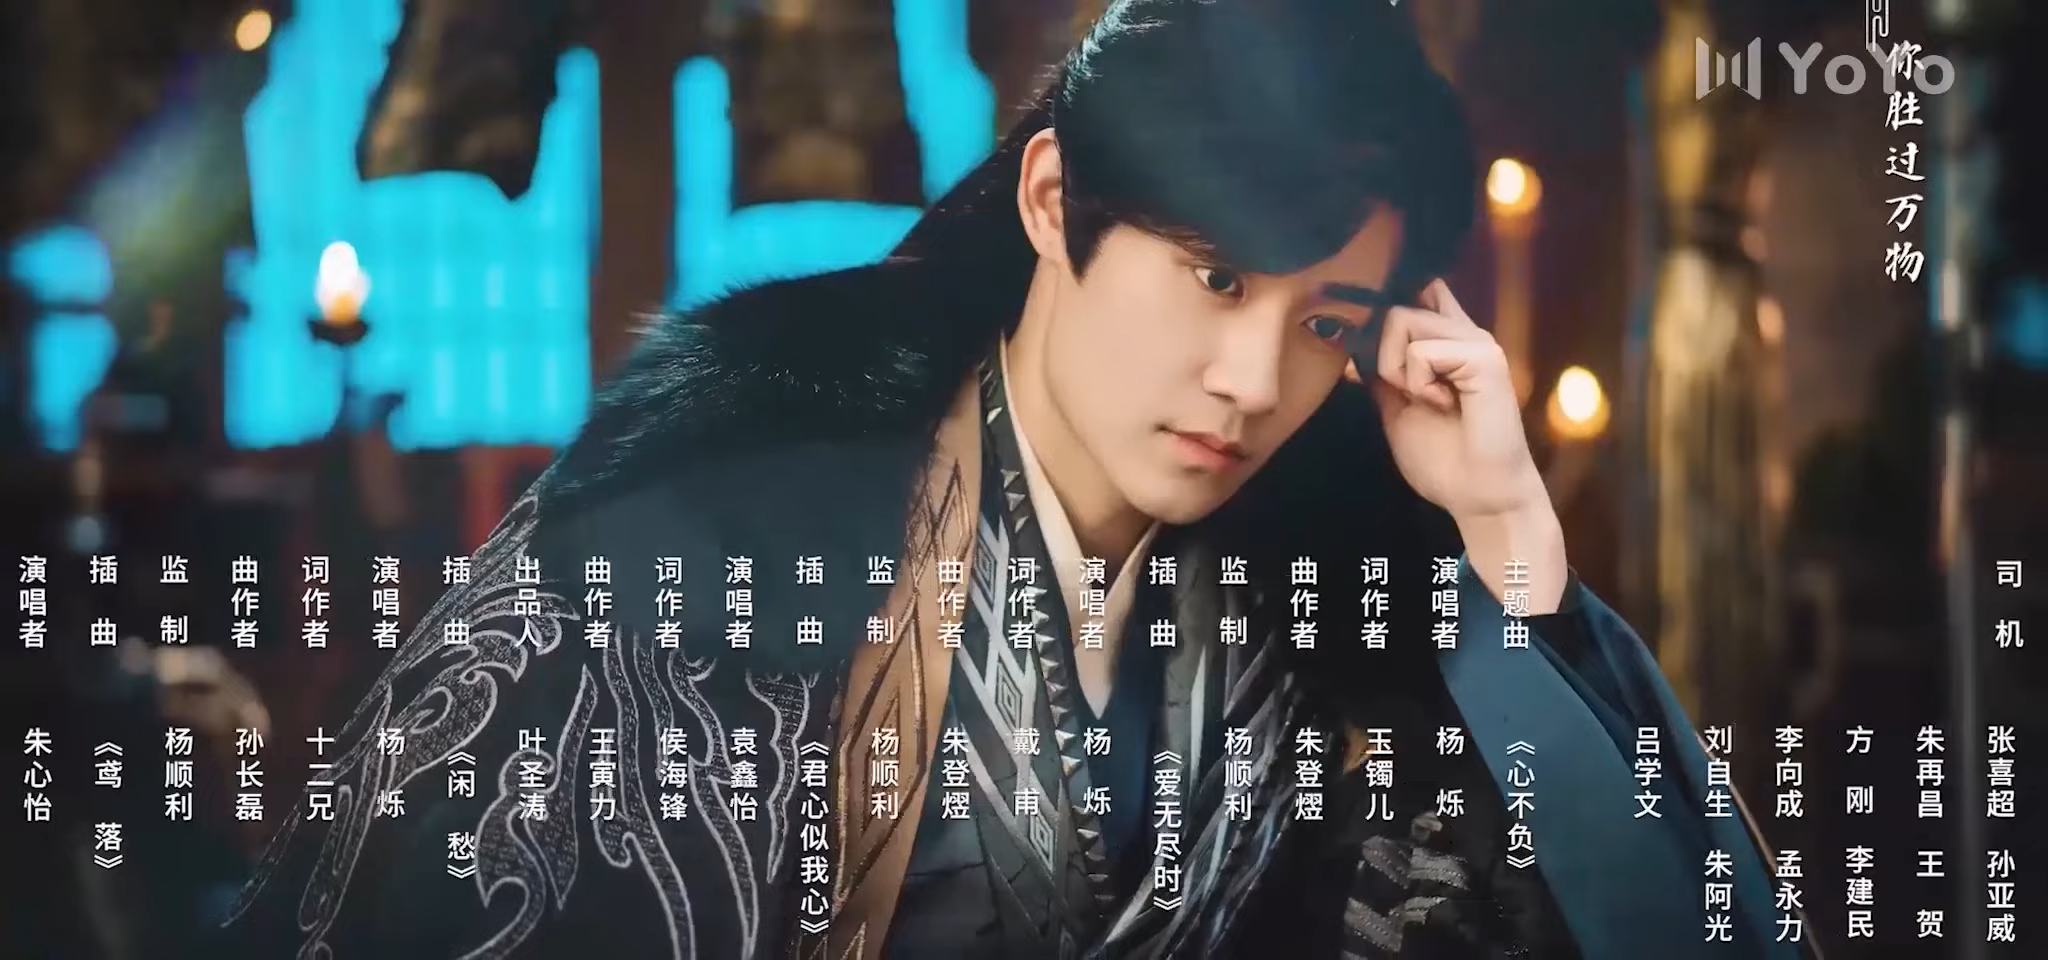 YoYo
你胜过万物
司机 张喜超 孙亚威
朱再昌 王贺
方刚 李建民
李向成 孟永力
刘自生 朱阿光
吕学文
主题曲 《心不负》
演唱者 杨烁
词作者 玉镯儿
曲作者 朱登熠
监制 杨顺利
插曲 《爱无尽时》
演唱者 杨烁
词作者 戴甫
曲作者 朱登熠
监制 杨顺利
插曲 《君心似我心》
演唱者 袁鑫怡
词作者 侯海锋
曲作者 王寅力
出品人 叶圣涛
插曲 《闲愁》
演唱者 杨烁
词作者 十二兄
曲作者 孙长磊
监制 杨顺利
插曲 《鸢落》
演唱者 朱心怡